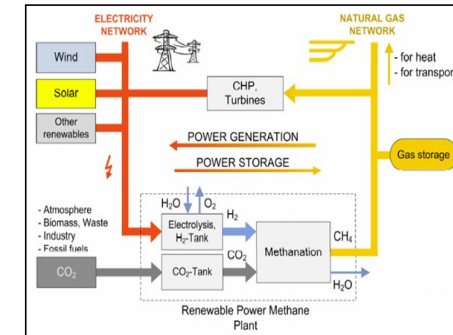 ELECTRICITY
NETWORK
NATURAL GAS
NETWORK
- for heat
- for transpor
Wind
Solar
Other
renewables
CHP,
Turbines
POWER GENERATION
POWER STORAGE
Gas storage
H₂O
O₂
- Atmosphere
- Biomass, Waste
- Industry
- Fossil fuels
Electrolysis,
H₂-Tank
H₂
Methanation
CH₄
CO₂
CO₂-Tank
CO₂
H₂O
Renewable Power Methane
Plant